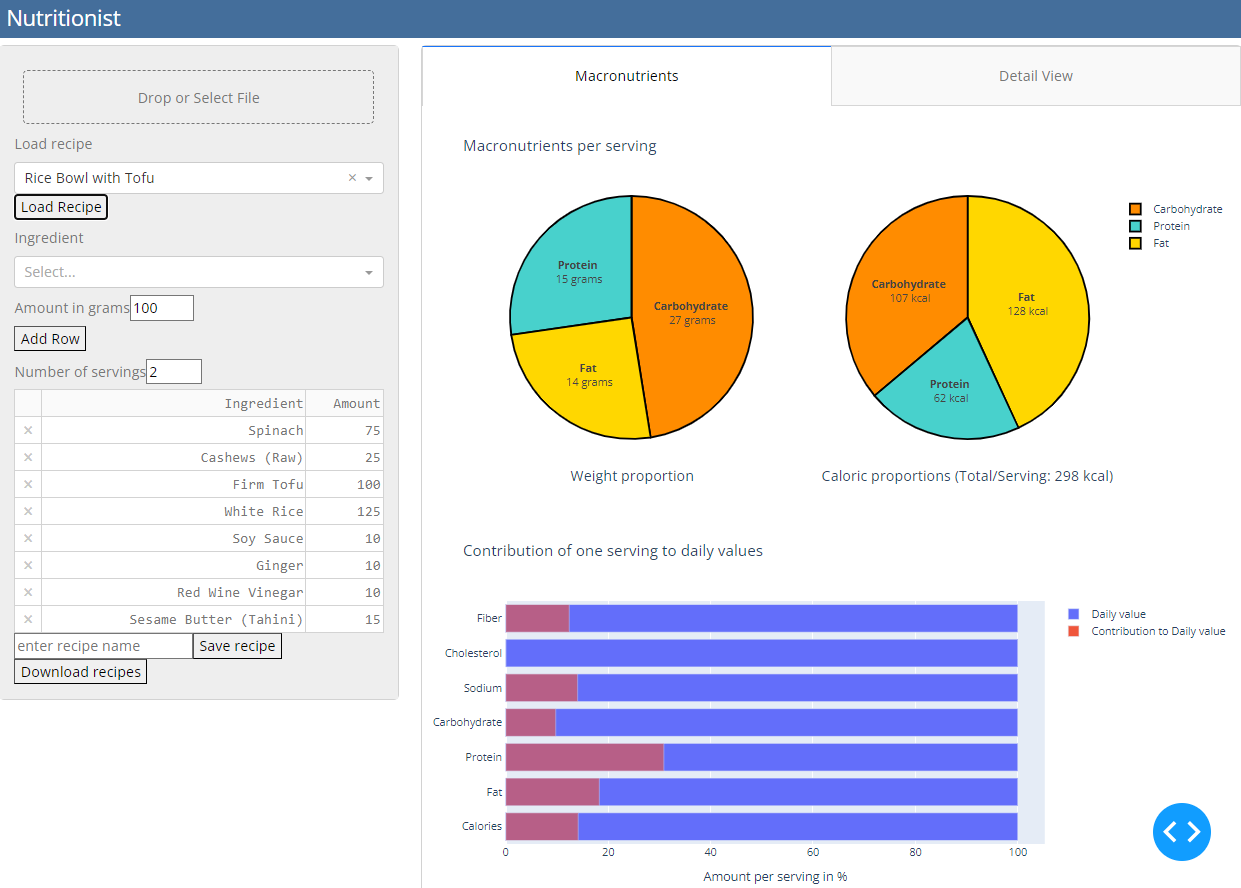 Nutritionist
Drop or Select File
Load recipe
Rice Bowl with Tofu
Load Recipe
Ingredient
Select...
Amount in grams 100
Add Row
Number of servings 2
Ingredient Amount
× Spinach 75
× Cashews (Raw) 25
× Firm Tofu 100
× White Rice 125
× Soy Sauce 10
× Ginger 10
× Red Wine Vinegar 10
× Sesame Butter (Tahini) 15
enter recipe name Save recipe
Download recipes
Macronutrients Detail View
Macronutrients per serving
Protein
15 grams
Carbohydrate
27 grams
Fat
14 grams
Weight proportion
Carbohydrate
107 kcal
Fat
128 kcal
Protein
62 kcal
Caloric proportions (Total/Serving: 298 kcal)
Carbohydrate
Protein
Fat
Contribution of one serving to daily values
Fiber
Cholesterol
Sodium
Carbohydrate
Protein
Fat
Calories
0 20 40 60 80 100
Amount per serving in %
Daily value
Contribution to Daily value